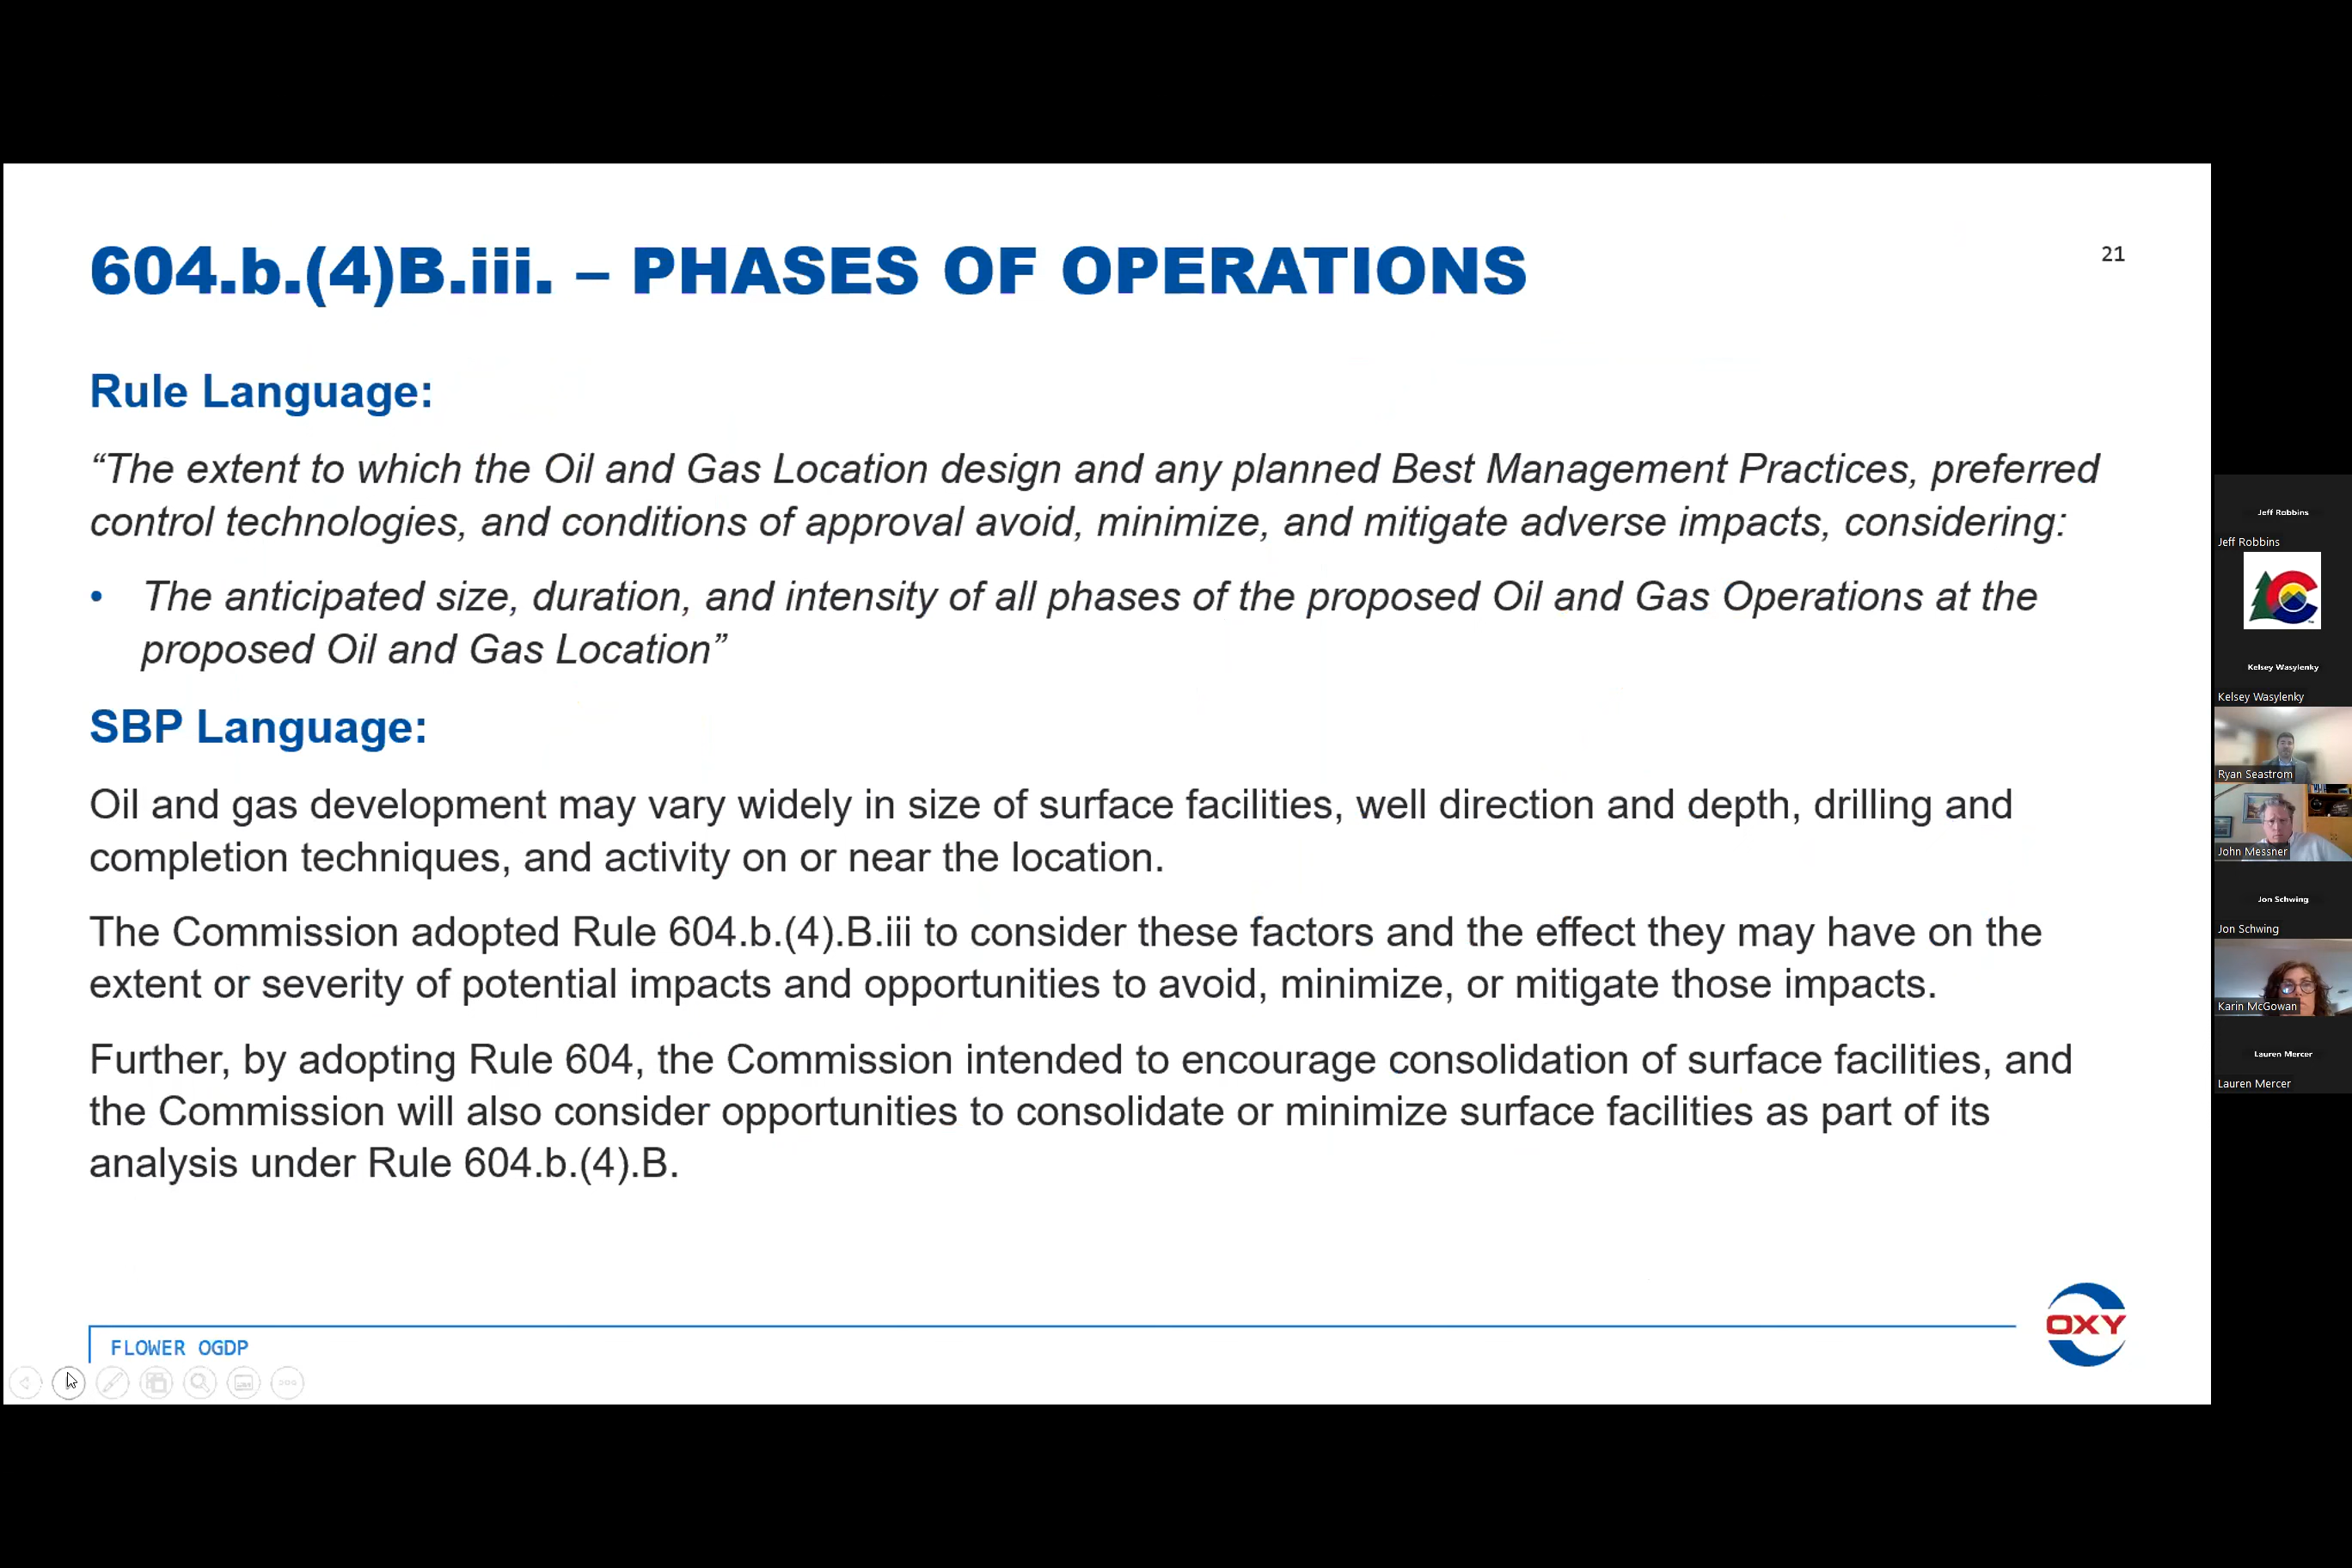 604.b.(4)B.iii. – PHASES OF OPERATIONS
21
Rule Language:
“The extent to which the Oil and Gas Location design and any planned Best Management Practices, preferred
control technologies, and conditions of approval avoid, minimize, and mitigate adverse impacts, considering:
• The anticipated size, duration, and intensity of all phases of the proposed Oil and Gas Operations at the
proposed Oil and Gas Location”
SBP Language:
Oil and gas development may vary widely in size of surface facilities, well direction and depth, drilling and
completion techniques, and activity on or near the location.
The Commission adopted Rule 604.b.(4).B.iii to consider these factors and the effect they may have on the
extent or severity of potential impacts and opportunities to avoid, minimize, or mitigate those impacts.
Further, by adopting Rule 604, the Commission intended to encourage consolidation of surface facilities, and
the Commission will also consider opportunities to consolidate or minimize surface facilities as part of its
analysis under Rule 604.b.(4).B.
FLOWER OGDP
OXY
Jeff Robbins
Jeff Robbins
Kelsey Wasylenky
Kelsey Wasylenky
Ryan Seastrom
John Messner
Jon Schwing
Jon Schwing
Karin McGowan
Lauren Mercer
Lauren Mercer